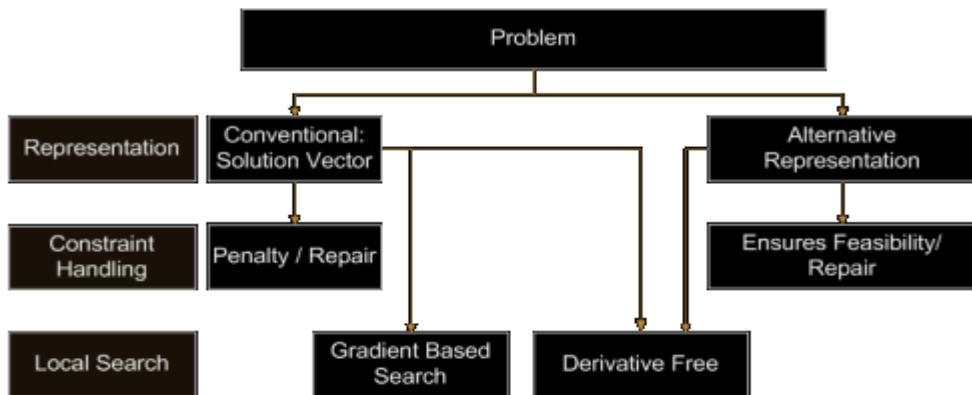 Problem
Representation
Conventional:
Solution Vector
Alternative
Representation
Constraint
Handling
Penalty / Repair
Ensures Feasibility/
Repair
Local Search
Gradient Based
Search
Derivative Free